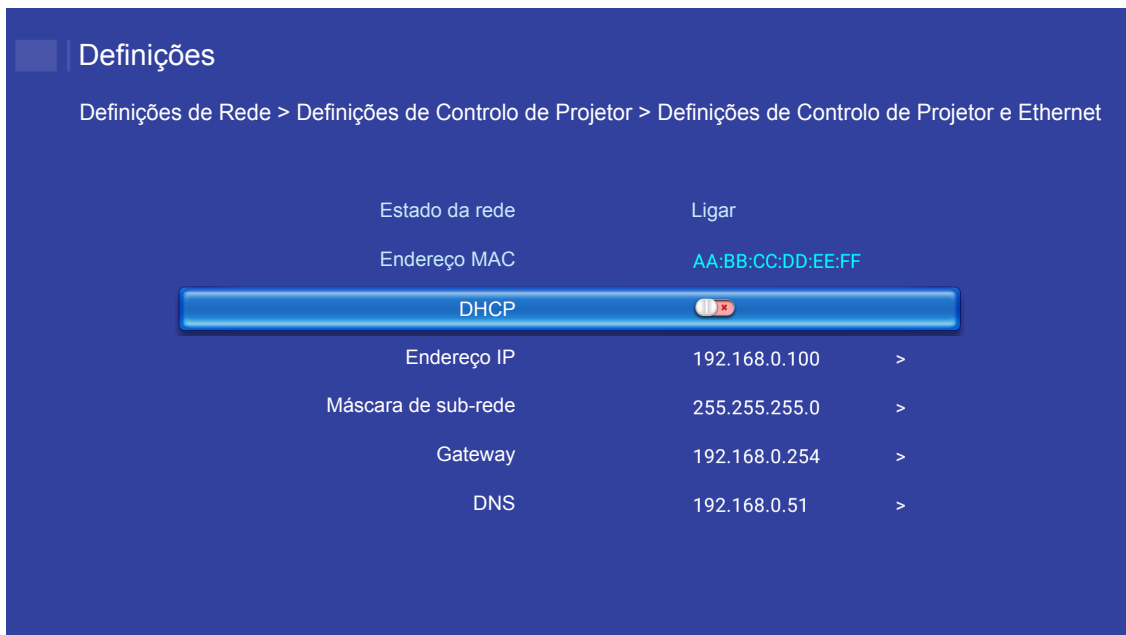 Definições
Definições de Rede > Definições de Controlo de Projetor > Definições de Controlo de Projetor e Ethernet
Estado da rede Ligar
Endereço MAC AA:BB:CC:DD:EE:FF
DHCP
Endereço IP 192.168.0.100 >
Máscara de sub-rede 255.255.255.0 >
Gateway 192.168.0.254 >
DNS 192.168.0.51 >